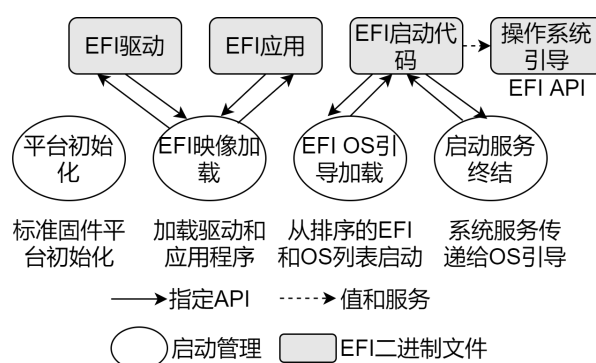 EFI驱动
EFI应用
EFI启动代
码
操作系统
引导
EFI API
平台初始
化
EFI映像加
载
EFI OS引
导加载
启动服务
终结
标准固件平
台初始化
加载驱动和
应用程序
从排序的EFI
和OS列表启动
系统服务传
递给OS引导
指定API
值和服务
启动管理
EFI二进制文件